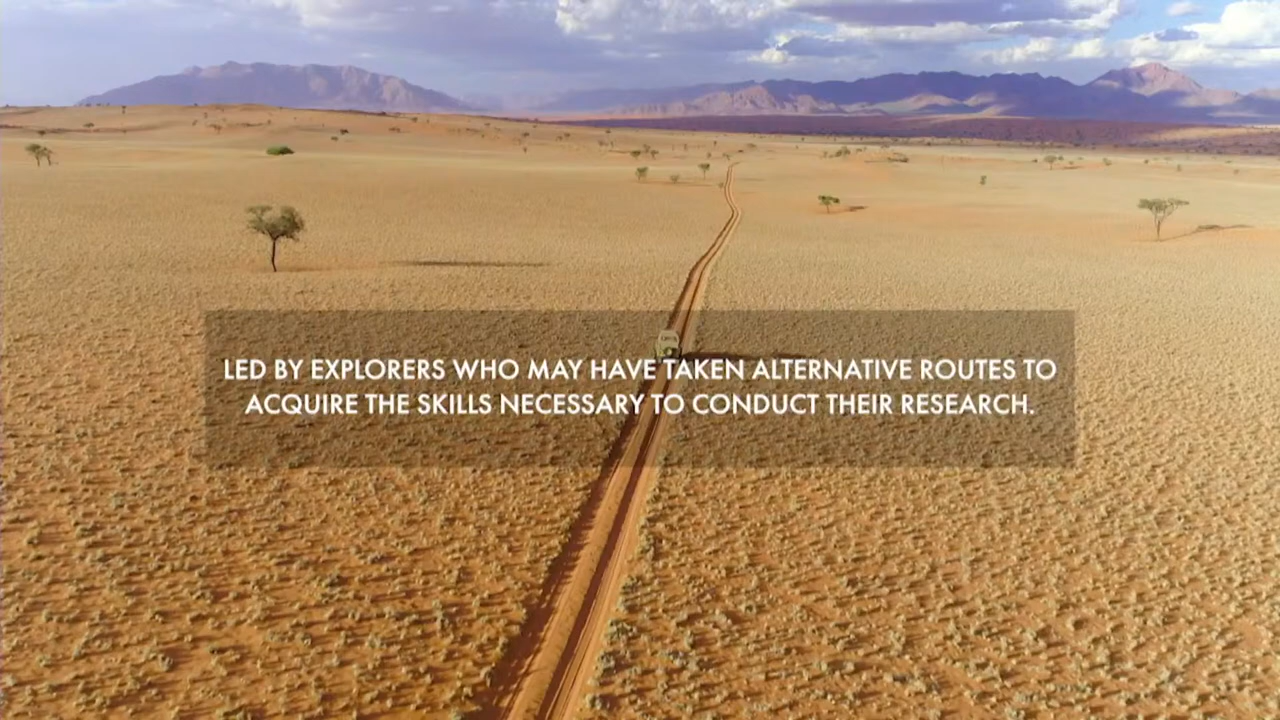 LED BY EXPLORERS WHO MAY HAVE TAKEN ALTERNATIVE ROUTES TO
ACQUIRE THE SKILLS NECESSARY TO CONDUCT THEIR RESEARCH.